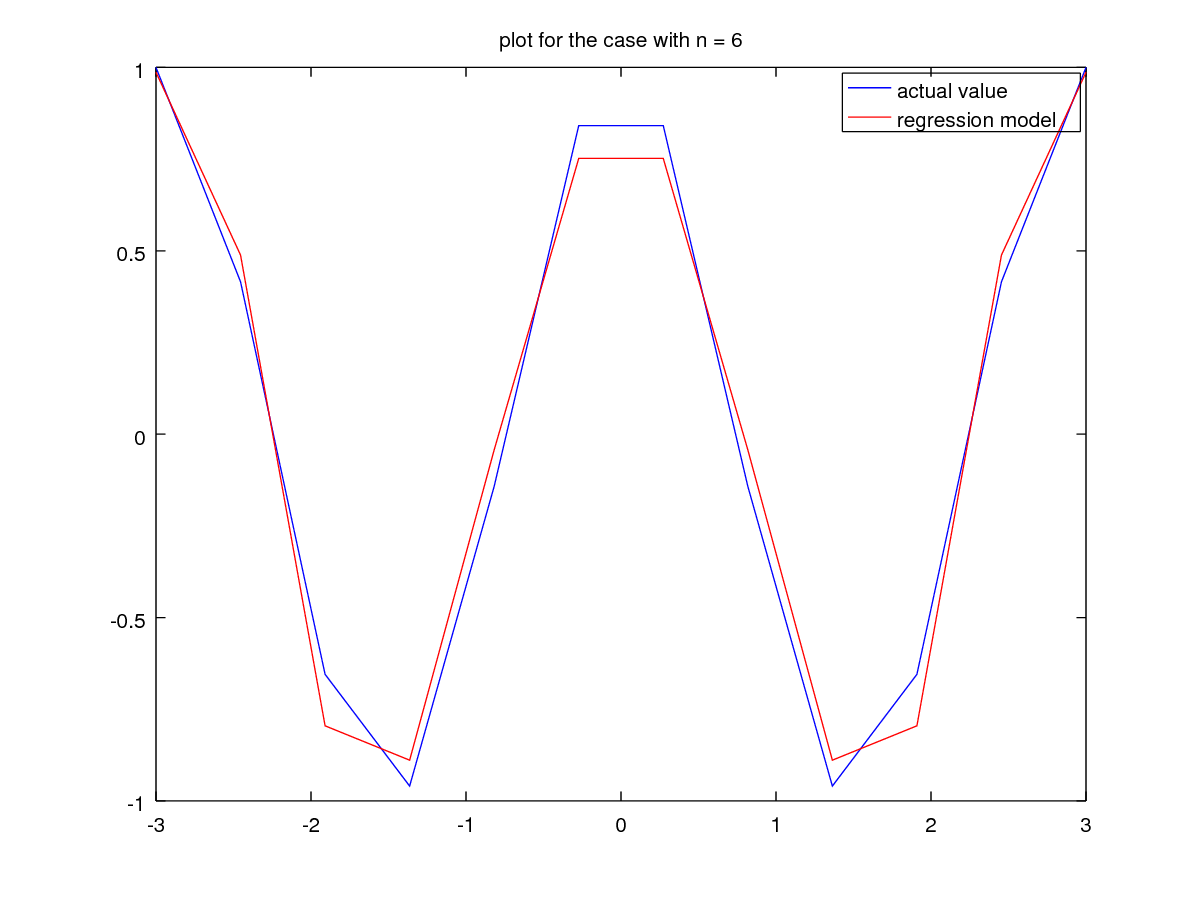 plot for the case with n = 6
actual value
regression model
1
0.5
0
-0.5
-1
-3 -2 -1 0 1 2 3